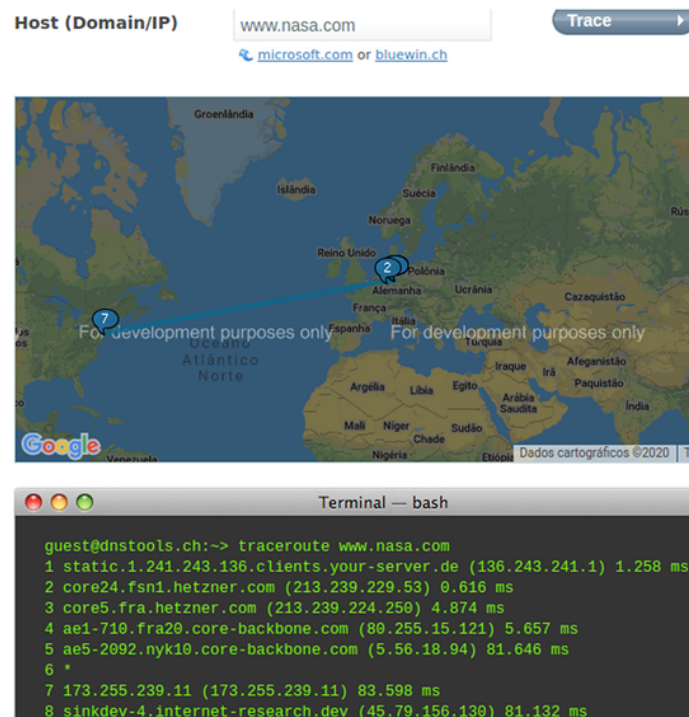 Host (Domain/IP)
www.nasa.com
Trace
microsoft.com or bluewin.ch
Groenlândia
Finlândia
Islândia
Suécia
Noruega
Reino Unido
2
Polônia
Alemanha
Ucrânia
Cazaquistão
França
7
For development purposes only
Itália
Espanha
For development purposes only
Turquia
Oceano
Atlântico
Norte
Iraque
Irã
Afeganistão
Paquistão
Argélia
Líbia
Egito
Arábia
Saudita
Índia
Mali
Níger
Sudão
Chade
Nigéria
Etiópia
Google
Venezuela
Dados cartográficos ©2020
Terminal — bash
guest@dnstools.ch:~> traceroute www.nasa.com
1 static.1.241.243.136.clients.your-server.de (136.243.241.1) 1.258 ms
2 core24.fsn1.hetzner.com (213.239.229.53) 0.616 ms
3 core5.fra.hetzner.com (213.239.224.250) 4.874 ms
4 ae1-710.fra20.core-backbone.com (80.255.15.121) 5.657 ms
5 ae5-2092.nyk10.core-backbone.com (5.56.18.94) 81.646 ms
6 *
7 173.255.239.11 (173.255.239.11) 83.598 ms
8 sinkdev-4.internet-research.dev (45.79.156.130) 81.132 ms